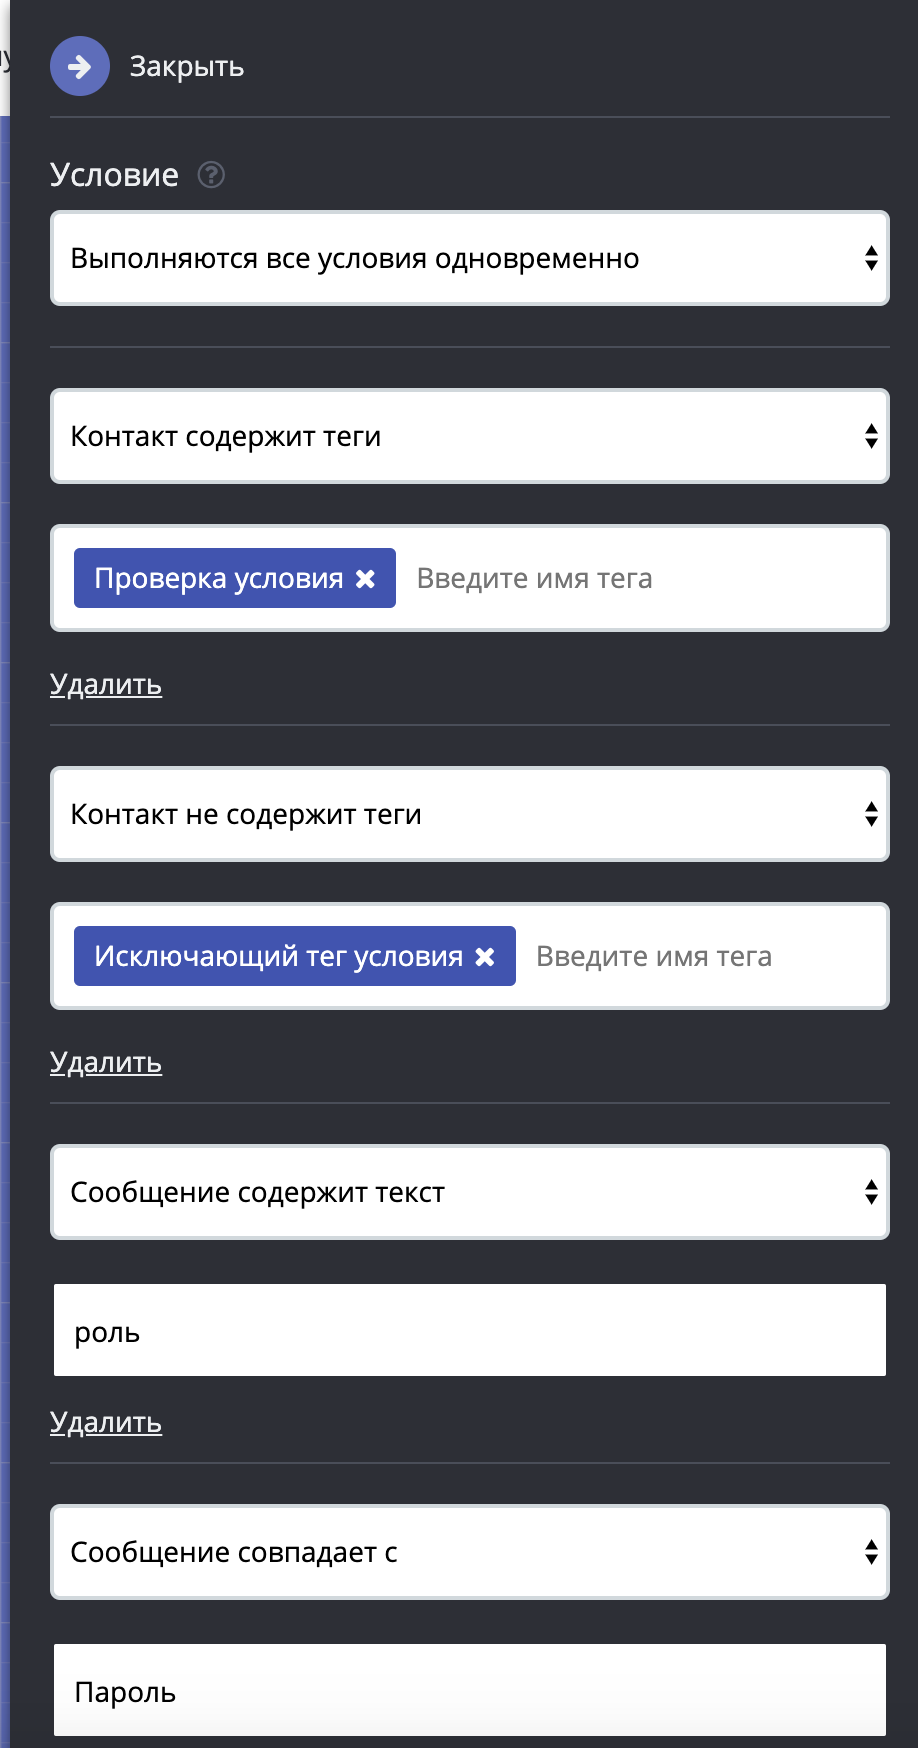 Закрыть
Условие ?
Выполняются все условия одновременно
Контакт содержит теги
Проверка условия ✖ Введите имя тега
Удалить
Контакт не содержит теги
Исключающий тег условия ✖ Введите имя тега
Удалить
Сообщение содержит текст
роль
Удалить
Сообщение совпадает с
Пароль